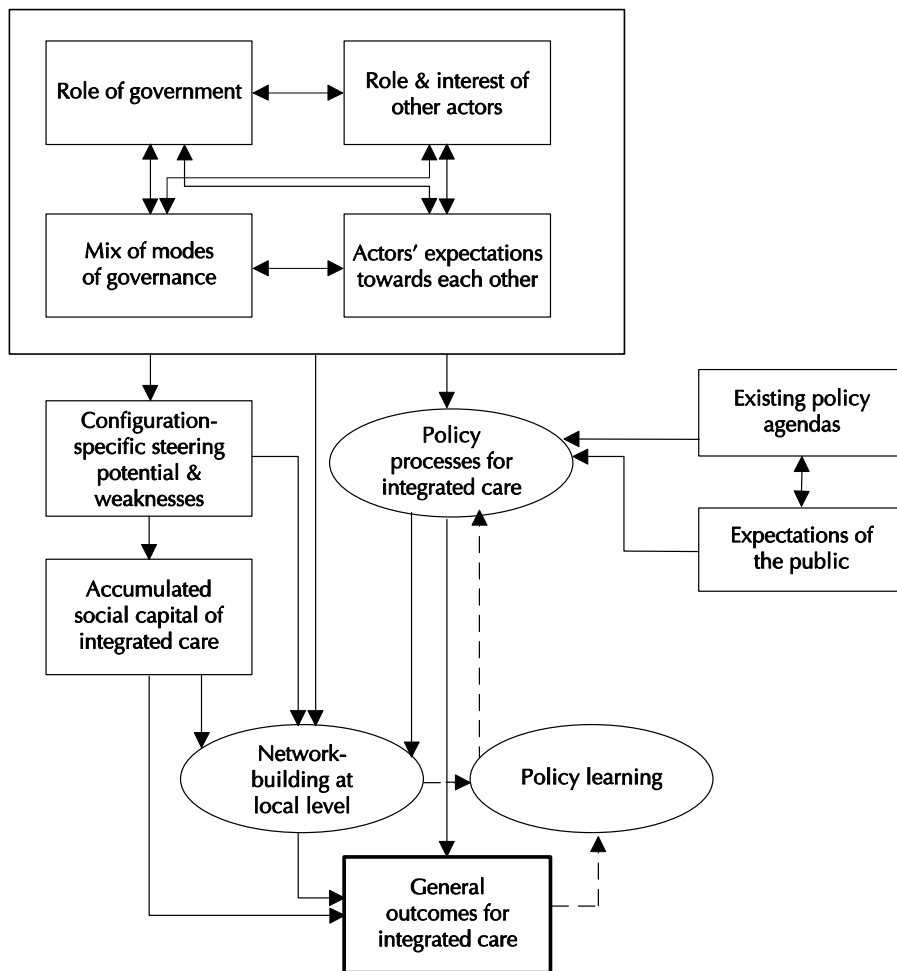 Role of government
Role & interest of
other actors
Mix of modes
of governance
Actors’ expectations
towards each other
Configuration-
specific steering
potential &
weaknesses
Policy
processes for
integrated care
Existing policy
agendas
Expectations of
the public
Accumulated
social capital of
integrated care
Network-
building at
local level
Policy learning
General
outcomes for
integrated care